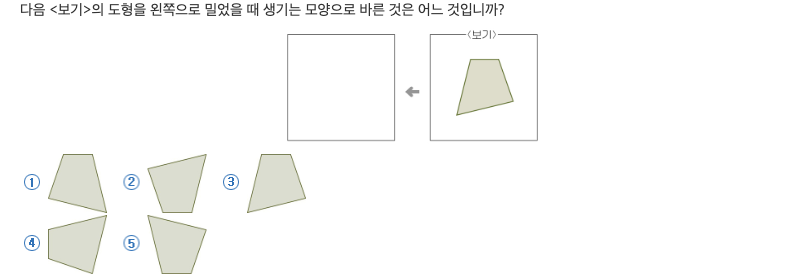 다음 <보기>의 도형을 왼쪽으로 밀었을 때 생기는 모양으로 바른 것은 어느 것입니까?
<보기>
① ② ③
④ ⑤